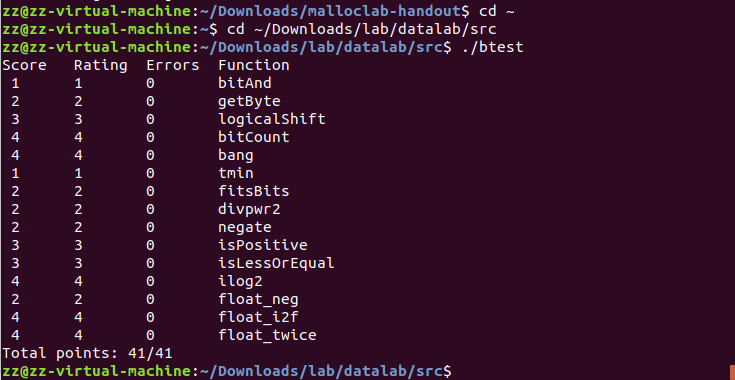 zz@zz-virtual-machine:~/Downloads/malloclab-handout$ cd ~
zz@zz-virtual-machine:~$ cd ~/Downloads/lab/datalab/src
zz@zz-virtual-machine:~/Downloads/lab/datalab/src$ ./btest
Score Rating Errors Function
1 1 0 bitAnd
2 2 0 getByte
3 3 0 logicalShift
4 4 0 bitCount
4 4 0 bang
1 1 0 tmin
2 2 0 fitsBits
2 2 0 divpwr2
2 2 0 negate
3 3 0 isPositive
3 3 0 isLessOrEqual
4 4 0 ilog2
2 2 0 float_neg
4 4 0 float_i2f
4 4 0 float_twice
Total points: 41/41
zz@zz-virtual-machine:~/Downloads/lab/datalab/src$